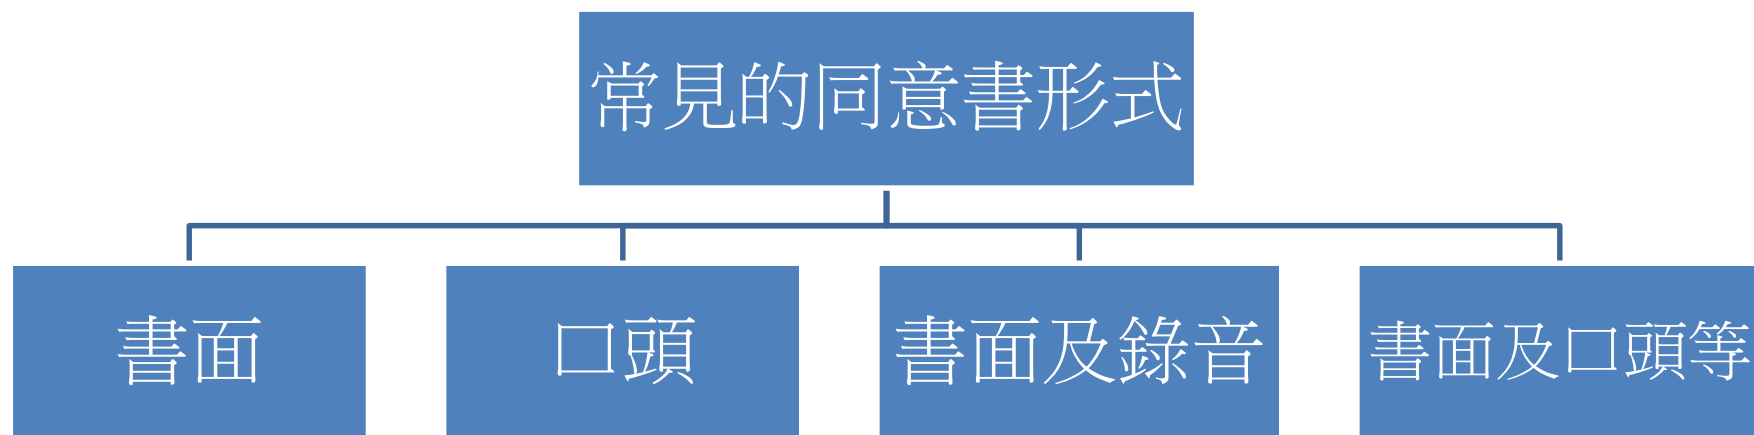 常見的同意書形式
書面
口頭
書面及錄音
書面及口頭等